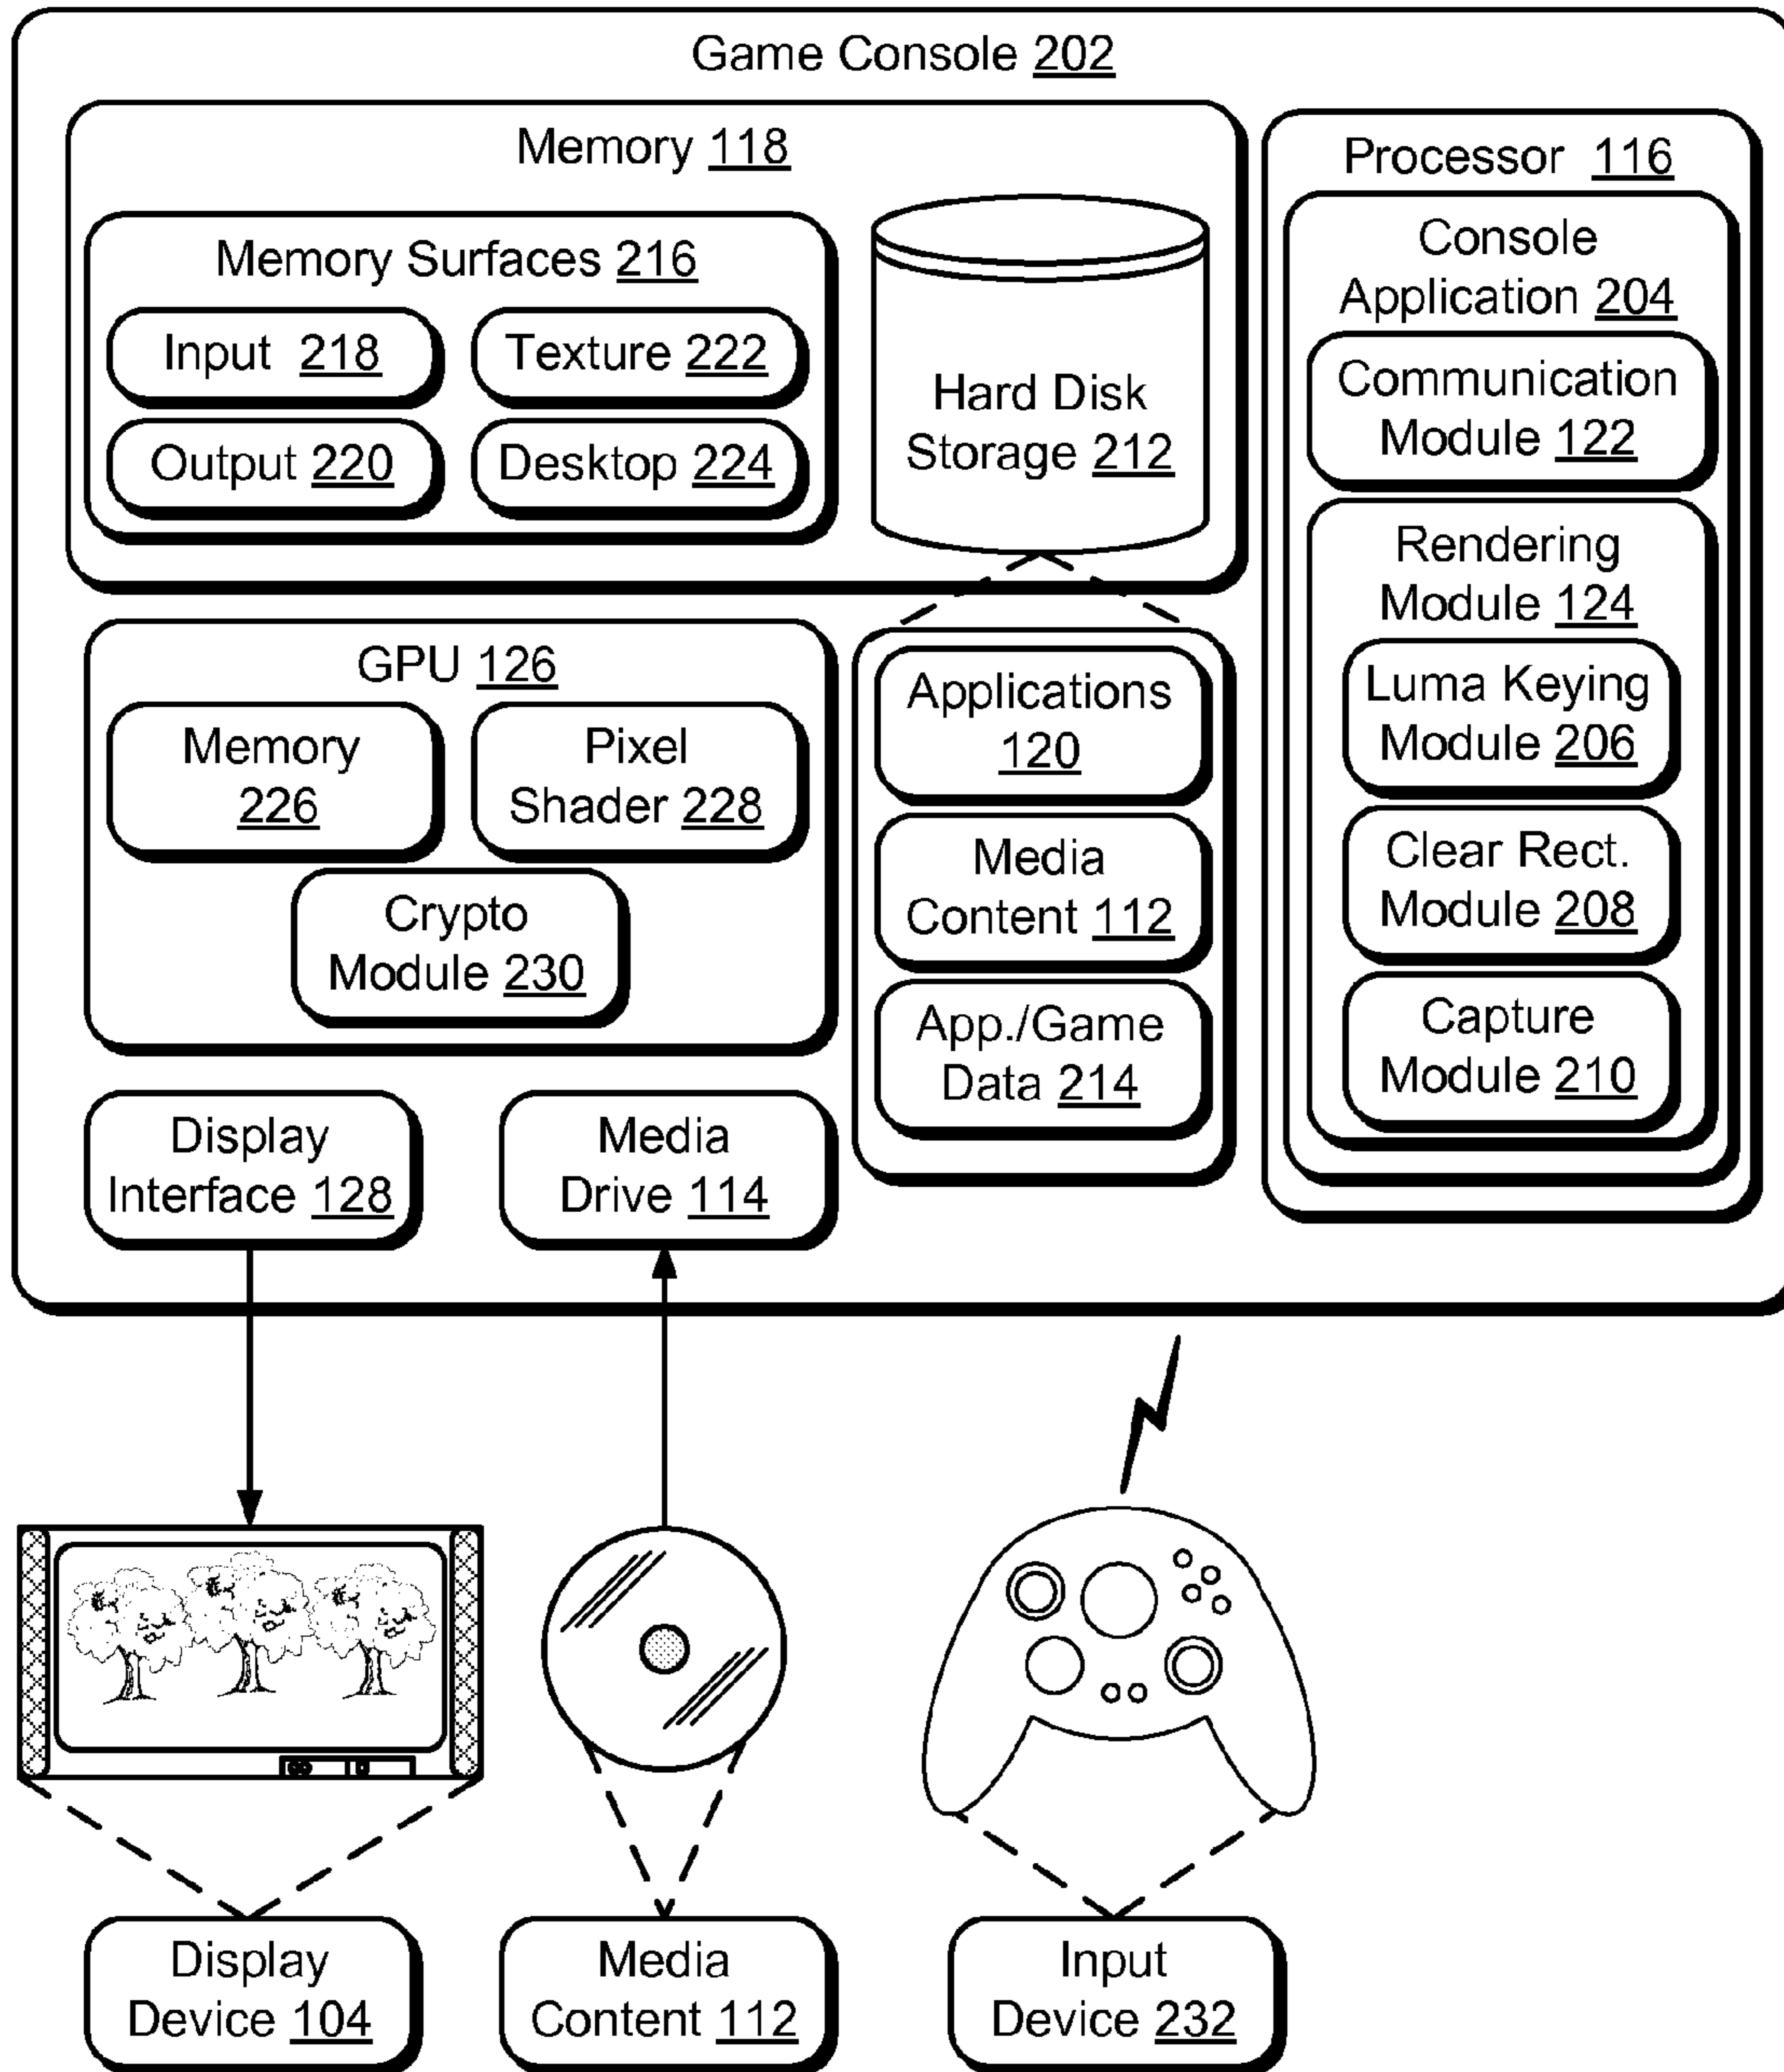 Game Console 202
Memory 118
Memory Surfaces 216
Input 218
Texture 222
Output 220
Desktop 224
Hard Disk
Storage 212
Processor 116
Console
Application 204
Communication
Module 122
Rendering
Module 124
Luma Keying
Module 206
Clear Rect.
Module 208
Capture
Module 210
GPU 126
Memory
226
Pixel
Shader 228
Crypto
Module 230
Applications
120
Media
Content 112
App./Game
Data 214
Display
Interface 128
Media
Drive 114
Display
Device 104
Media
Content 112
Input
Device 232